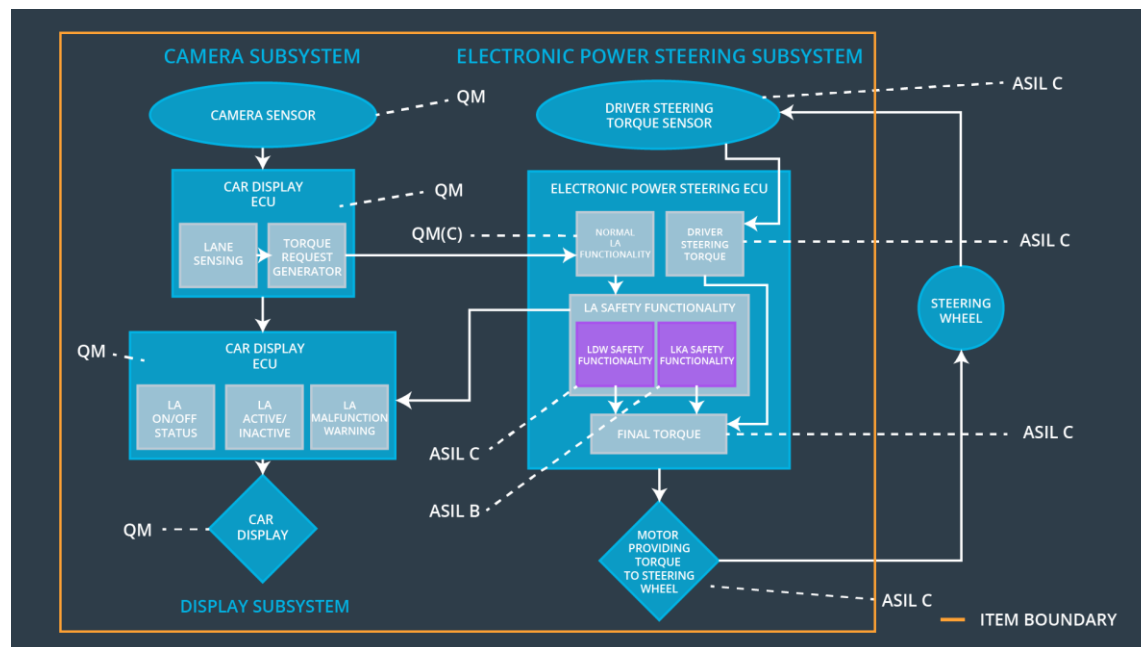 CAMERA SUBSYSTEM
ELECTRONIC POWER STEERING SUBSYSTEM
CAMERA SENSOR
QM
DRIVER STEERING
TORQUE SENSOR
ASIL C
CAR DISPLAY
ECU
QM
LANE
SENSING
TORQUE
REQUEST
GENERATOR
QM(C)
ELECTRONIC POWER STEERING ECU
NORMAL
LA
FUNCTIONALITY
DRIVER
STEERING
TORQUE
ASIL C
LA SAFETY FUNCTIONALITY
LDW SAFETY
FUNCTIONALITY
LKA SAFETY
FUNCTIONALITY
STEERING
WHEEL
QM
CAR DISPLAY
ECU
LA
ON/OFF
STATUS
LA
ACTIVE/
INACTIVE
LA
MALFUNCTION
WARNING
FINAL TORQUE
ASIL C
ASIL C
ASIL B
QM
CAR
DISPLAY
MOTOR
PROVIDING
TORQUE
TO STEERING
WHEEL
ASIL C
DISPLAY SUBSYSTEM
ITEM BOUNDARY